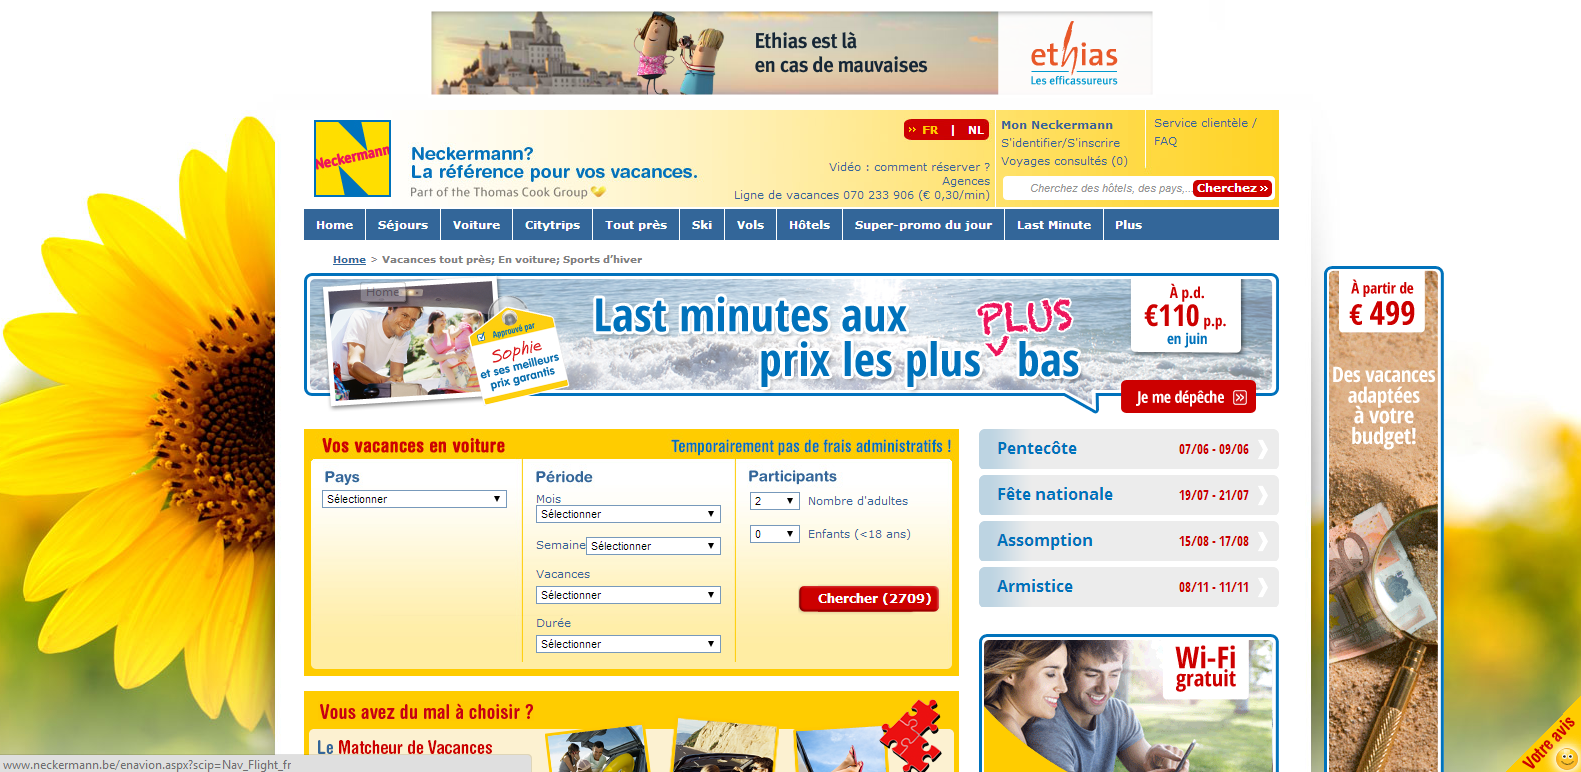 Ethias est là
en cas de mauvaises
ethias
Les efficassureurs
Neckermann
Neckermann?
La référence pour vos vacances.
Part of the Thomas Cook Group
FR | NL
Vidéo : comment réserver ?
Agences
Ligne de vacances 070 233 906 (€ 0,30/min)
Mon Neckermann
S'identifier/S'inscrire
Voyages consultés (0)
Service clientèle /
FAQ
Cherchez des hôtels, des pays,...
Cherchez
Home Séjours Voiture Citytrips Tout près Ski Vols Hôtels Super-promo du jour Last Minute Plus
Home > Vacances tout près; En voiture; Sports d’hiver
Home
Approuvé par
Sophie
et ses meilleurs
prix garantis
Last minutes aux
prix les plus PLUS bas
À p.d.
€110 p.p.
en juin
Je me dépêche
À partir de
€ 499
Des vacances
adaptées
à votre
budget!
Vos vacances en voiture
Temporairement pas de frais administratifs !
Pays
Sélectionner
Période
Mois
Sélectionner
Semaine Sélectionner
Vacances
Sélectionner
Durée
Sélectionner
Participants
2 Nombre d'adultes
0 Enfants (<18 ans)
Chercher (2709)
Pentecôte 07/06 - 09/06
Fête nationale 19/07 - 21/07
Assomption 15/08 - 17/08
Armistice 08/11 - 11/11
Wi-Fi
gratuit
Vous avez du mal à choisir ?
Le Matcheur de Vacances
www.neckermann.be/enavion.aspx?scip=Nav_Flight_fr
Votre avis